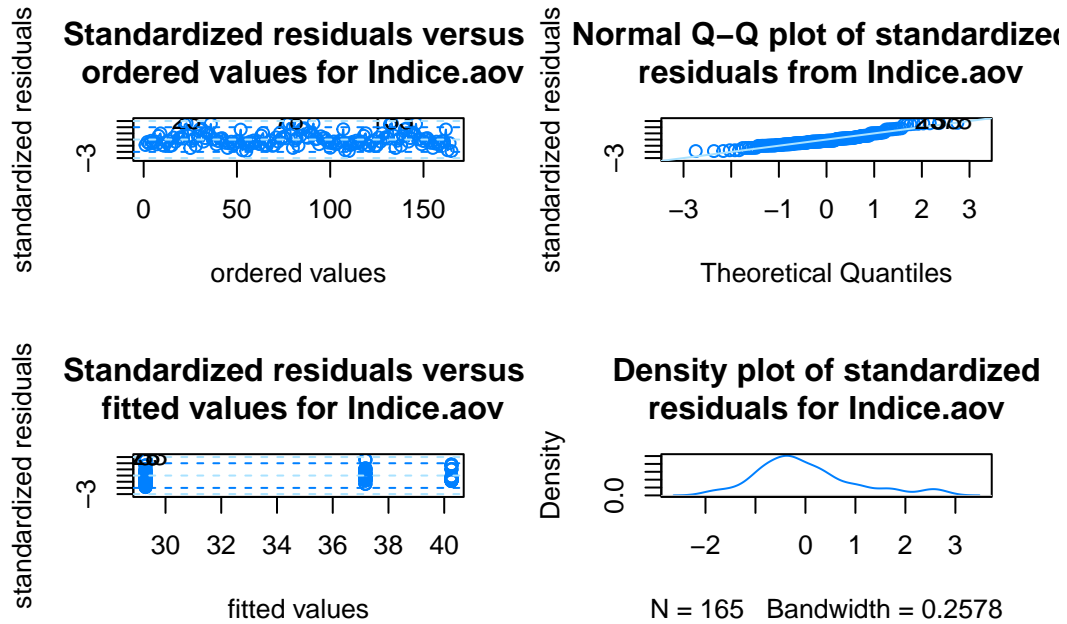 Standardized residuals versus
ordered values for Indice.aov
standardized residuals
−3
0 50 100 150
ordered values
Normal Q−Q plot of standardized
residuals from Indice.aov
standardized residuals
−3
−3 −1 0 1 2 3
Theoretical Quantiles
Standardized residuals versus
fitted values for Indice.aov
standardized residuals
−3
30 32 34 36 38 40
fitted values
Density plot of standardized
residuals for Indice.aov
Density
0.0
−2 0 1 2 3
N = 165 Bandwidth = 0.2578